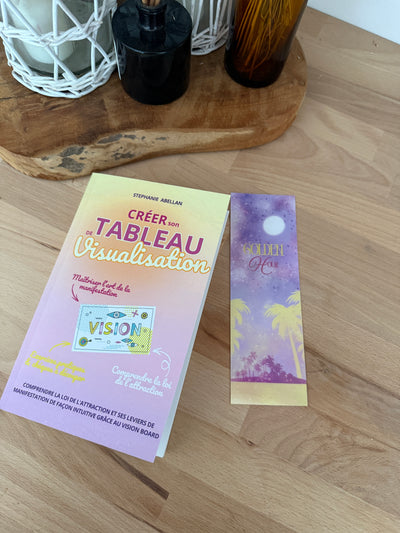 STEPHANIE ABELLAN
CRÉER son
TABLEAU
DE
Visualisation
Maîtriser l'art de la
manifestation
VISION
Comprendre la loi
de l'attraction
COMPRENDRE LA LOI DE L'ATTRACTION ET SES LEVIERS DE
MANIFESTATION DE FAÇON INTUITIVE GRÂCE AU VISION BOARD
GOLDEN
Hour